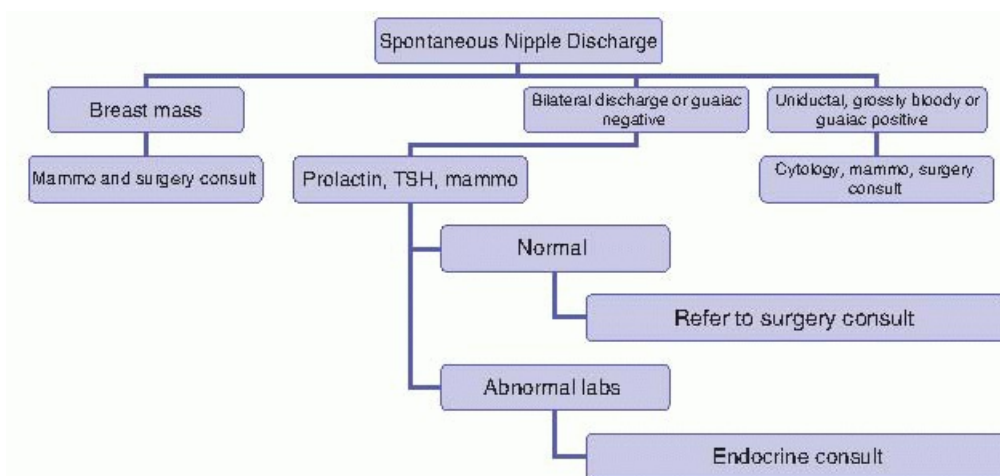 Spontaneous Nipple Discharge
Breast mass
Bilateral discharge or guaiac
negative
Uniductal, grossly bloody or
guaiac positive
Mammo and surgery consult
Prolactin, TSH, mammo
Cytology, mammo, surgery
consult
Normal
Refer to surgery consult
Abnormal labs
Endocrine consult